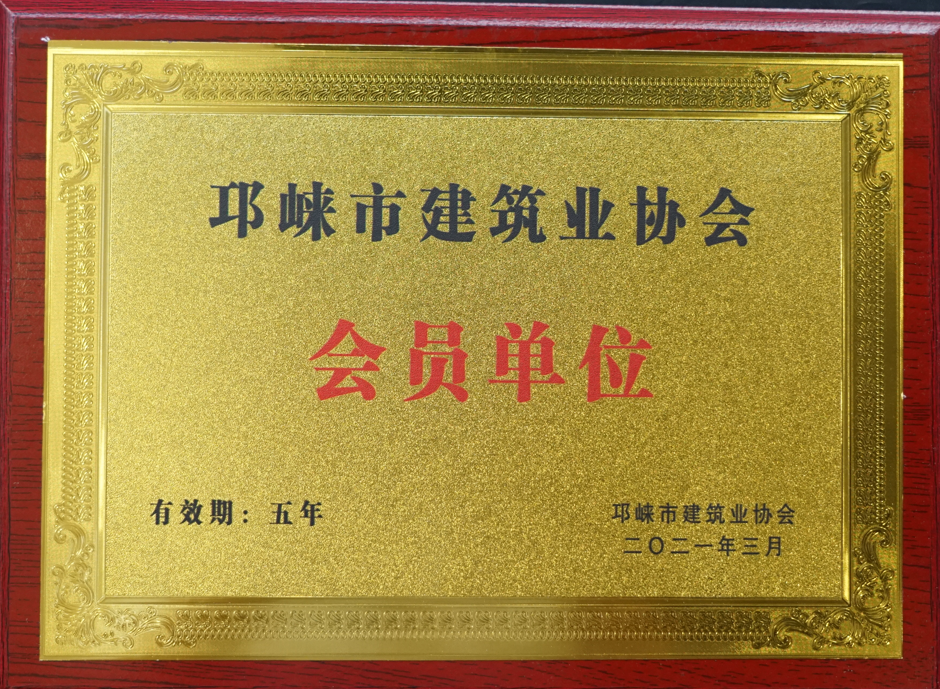 邛崃市建筑业协会
会员单位
有效期：五年
邛崃市建筑业协会
二〇二一年三月